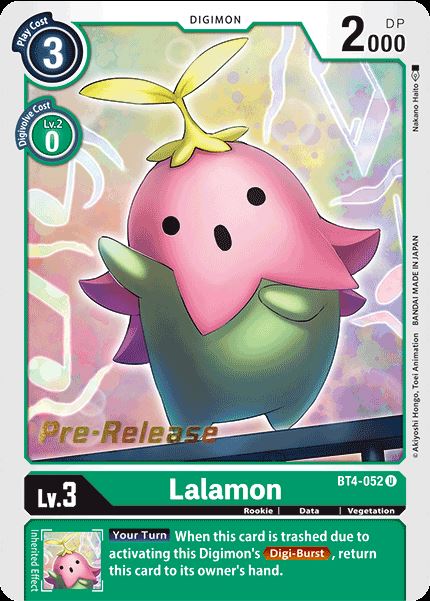 Play Cost
3
DIGIMON
DP
2000
Digivolve Cost
Lv.2
0
Nakano Haito
©Akiyoshi Hongo, Toei Animation BANDAI MADE IN JAPAN
Pre-Release
BT4-052 U
Lv.3
Lalamon
Rookie | Data | Vegetation
Inherited Effect
Your Turn When this card is trashed due to
activating this Digimon's Digi-Burst, return
this card to its owner's hand.